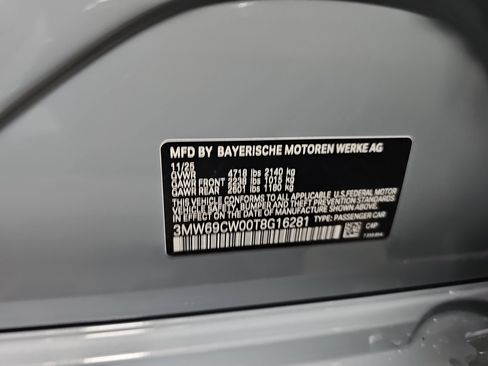 MFD BY BAYERISCHE MOTOREN WERKE AG
11/25
GVWR 4718 lbs 2140 kg
GAWR FRONT 2238 lbs 1015 kg
GAWR REAR 2601 lbs 1180 kg
THIS VEHICLE CONFORMS TO ALL APPLICABLE U.S.FEDERAL MOTOR
VEHICLE SAFETY, BUMPER AND THEFT PREVENTION STANDARDS IN
EFFECT ON THE DATE OF MANUFACTURE SHOWN ABOVE.
3MW69CW00T8G16281 TYPE: PASSENGER CAR
C4P